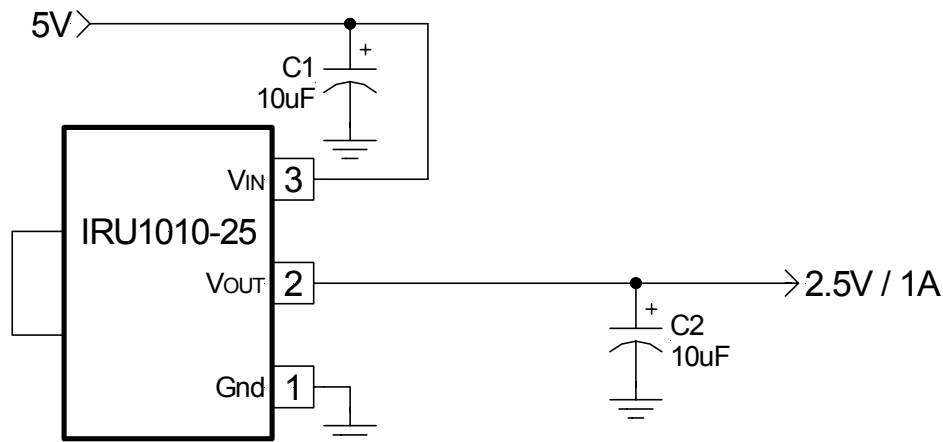 5V
+
C1
10uF
VIN 3
IRU1010-25
VOUT 2
2.5V / 1A
+
C2
10uF
Gnd 1